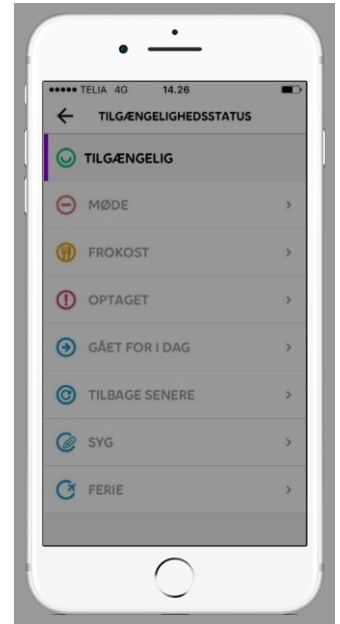 TELIA 4G 14.26
TILGÆNGELIGHEDSSTATUS
TILGÆNGELIG
MØDE
FROKOST
OPTAGET
GÅET FOR I DAG
TILBAGE SENERE
SYG
FERIE